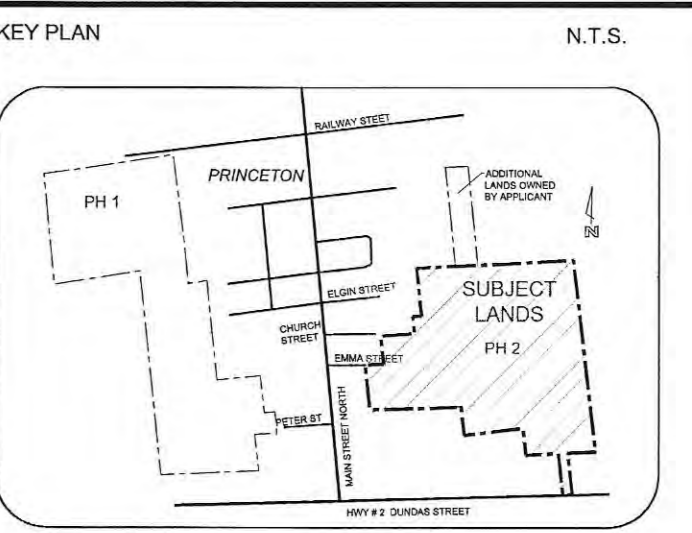 KEY PLAN
N.T.S.
RAILWAY STEET
PRINCETON
PH 1
ADDITIONAL
LANDS OWNED
BY APPLICANT
N
SUBJECT
LANDS
PH 2
ELGIN STREET
CHURCH
STREET
EMMA STREET
PETER ST
MAIN STREET NORTH
HWY # 2 DUNDAS STREET